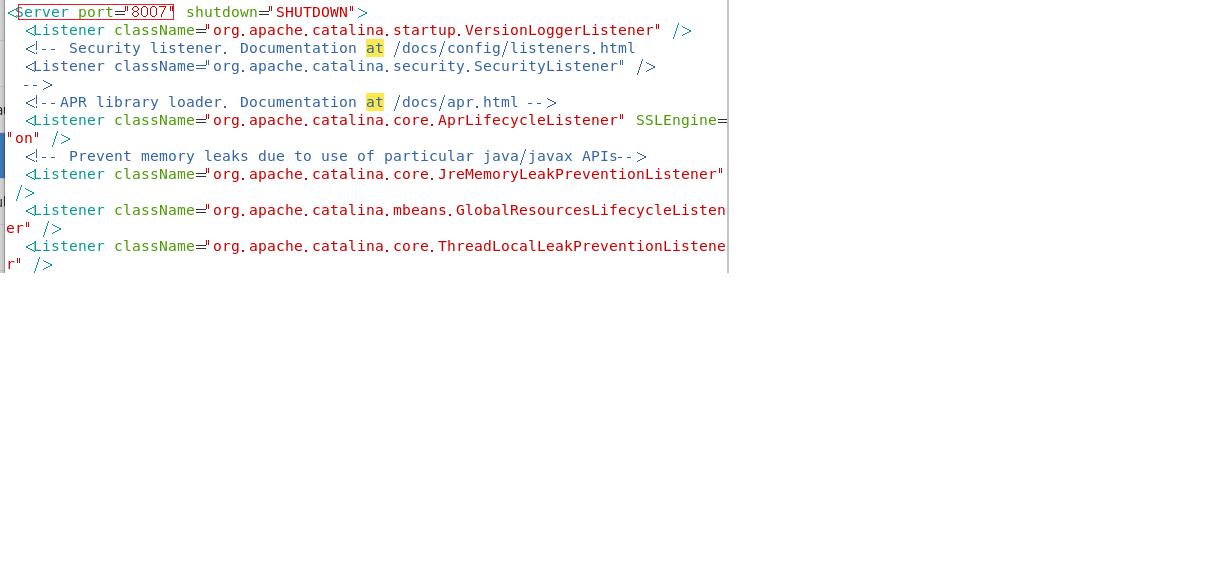 <Server port="8007" shutdown="SHUTDOWN">
<Listener className="org.apache.catalina.startup.VersionLoggerListener" />
<!-- Security listener. Documentation at /docs/config/listeners.html
<Listener className="org.apache.catalina.security.SecurityListener" />
-->
<!--APR library loader. Documentation at /docs/apr.html -->
<Listener className="org.apache.catalina.core.AprLifecycleListener" SSLEngine=
"on" />
<!-- Prevent memory leaks due to use of particular java/javax APIs-->
<Listener className="org.apache.catalina.core.JreMemoryLeakPreventionListener"
/>
<Listener className="org.apache.catalina.mbeans.GlobalResourcesLifecycleListen
er" />
<Listener className="org.apache.catalina.core.ThreadLocalLeakPreventionListene
r" />